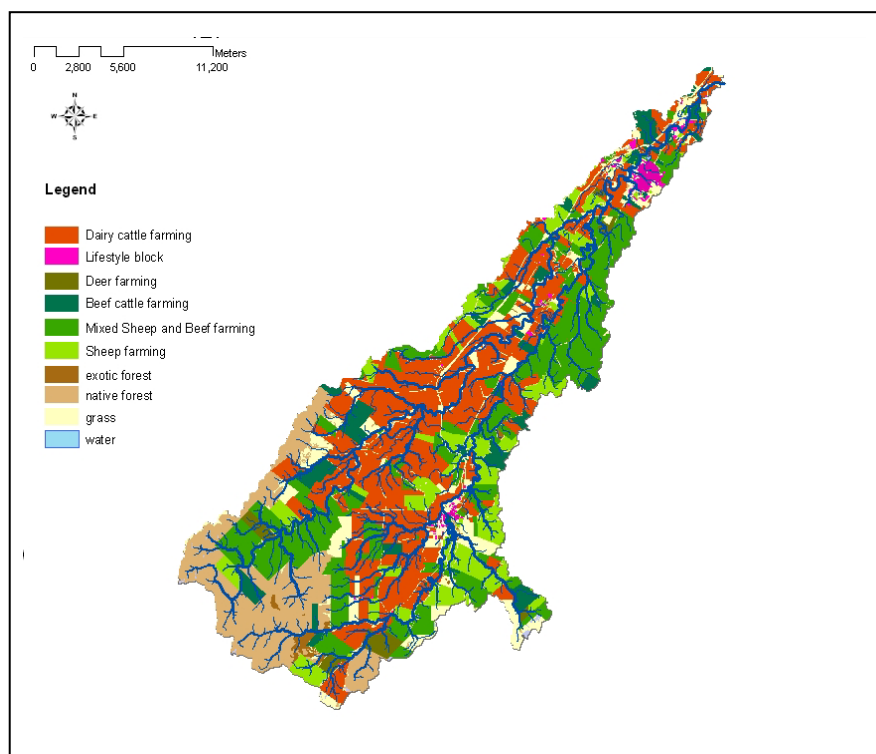 Meters
0 2,800 5,600 11,200
N
W E
S
Legend
Dairy cattle farming
Lifestyle block
Deer farming
Beef cattle farming
Mixed Sheep and Beef farming
Sheep farming
exotic forest
native forest
grass
water